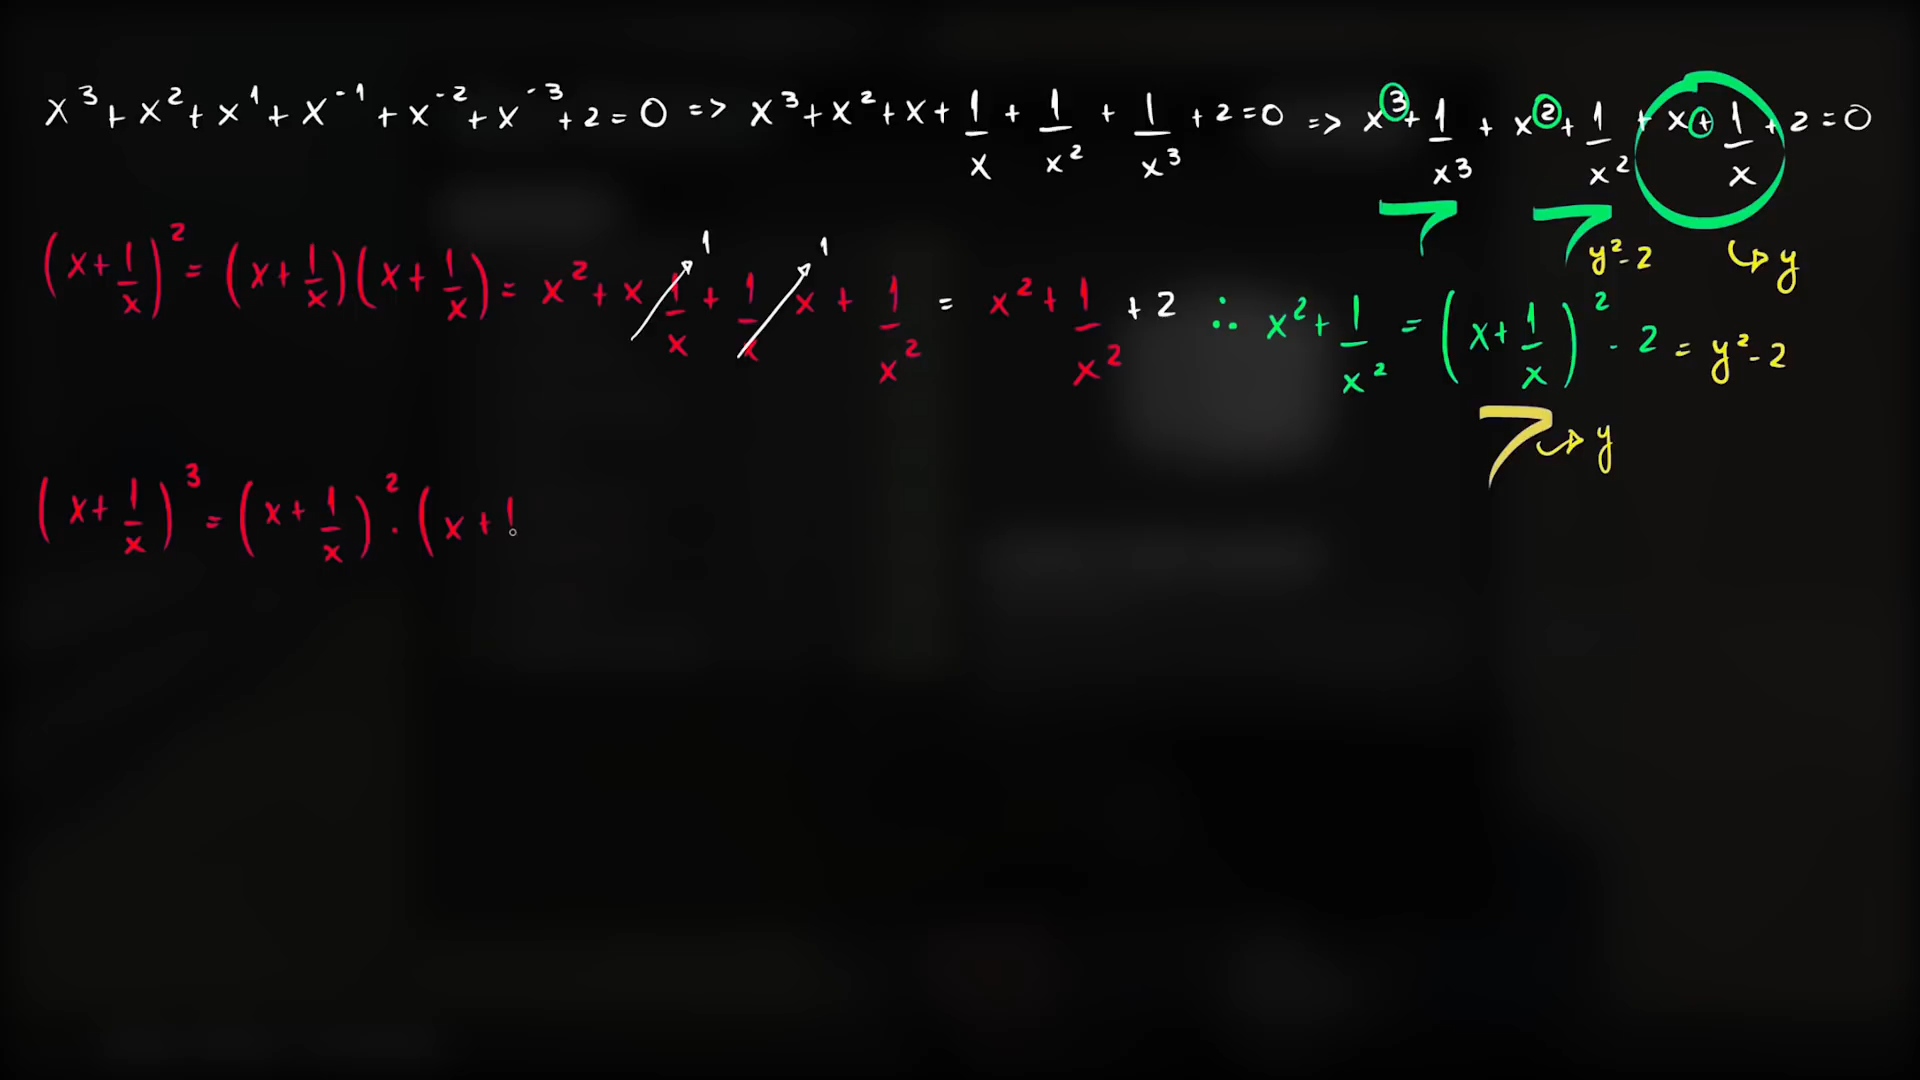 x³ + x² + x¹ + x⁻¹ + x⁻² + x⁻³ + 2 = 0 => x³ + x² + x + 1/x + 1/x² + 1/x³ + 2 = 0 => x³ + 1/x³ + x² + 1/x² + x + 1/x + 2 = 0
y² - 2 ↪ y
(x + 1/x)² = (x + 1/x)(x + 1/x) = x² + x 1/x + 1/x x + 1/x² = x² + 1/x² + 2 ∴ x² + 1/x² = (x + 1/x)² - 2 = y² - 2
1 1
↪ y
(x + 1/x)³ = (x + 1/x)² · (x + 1